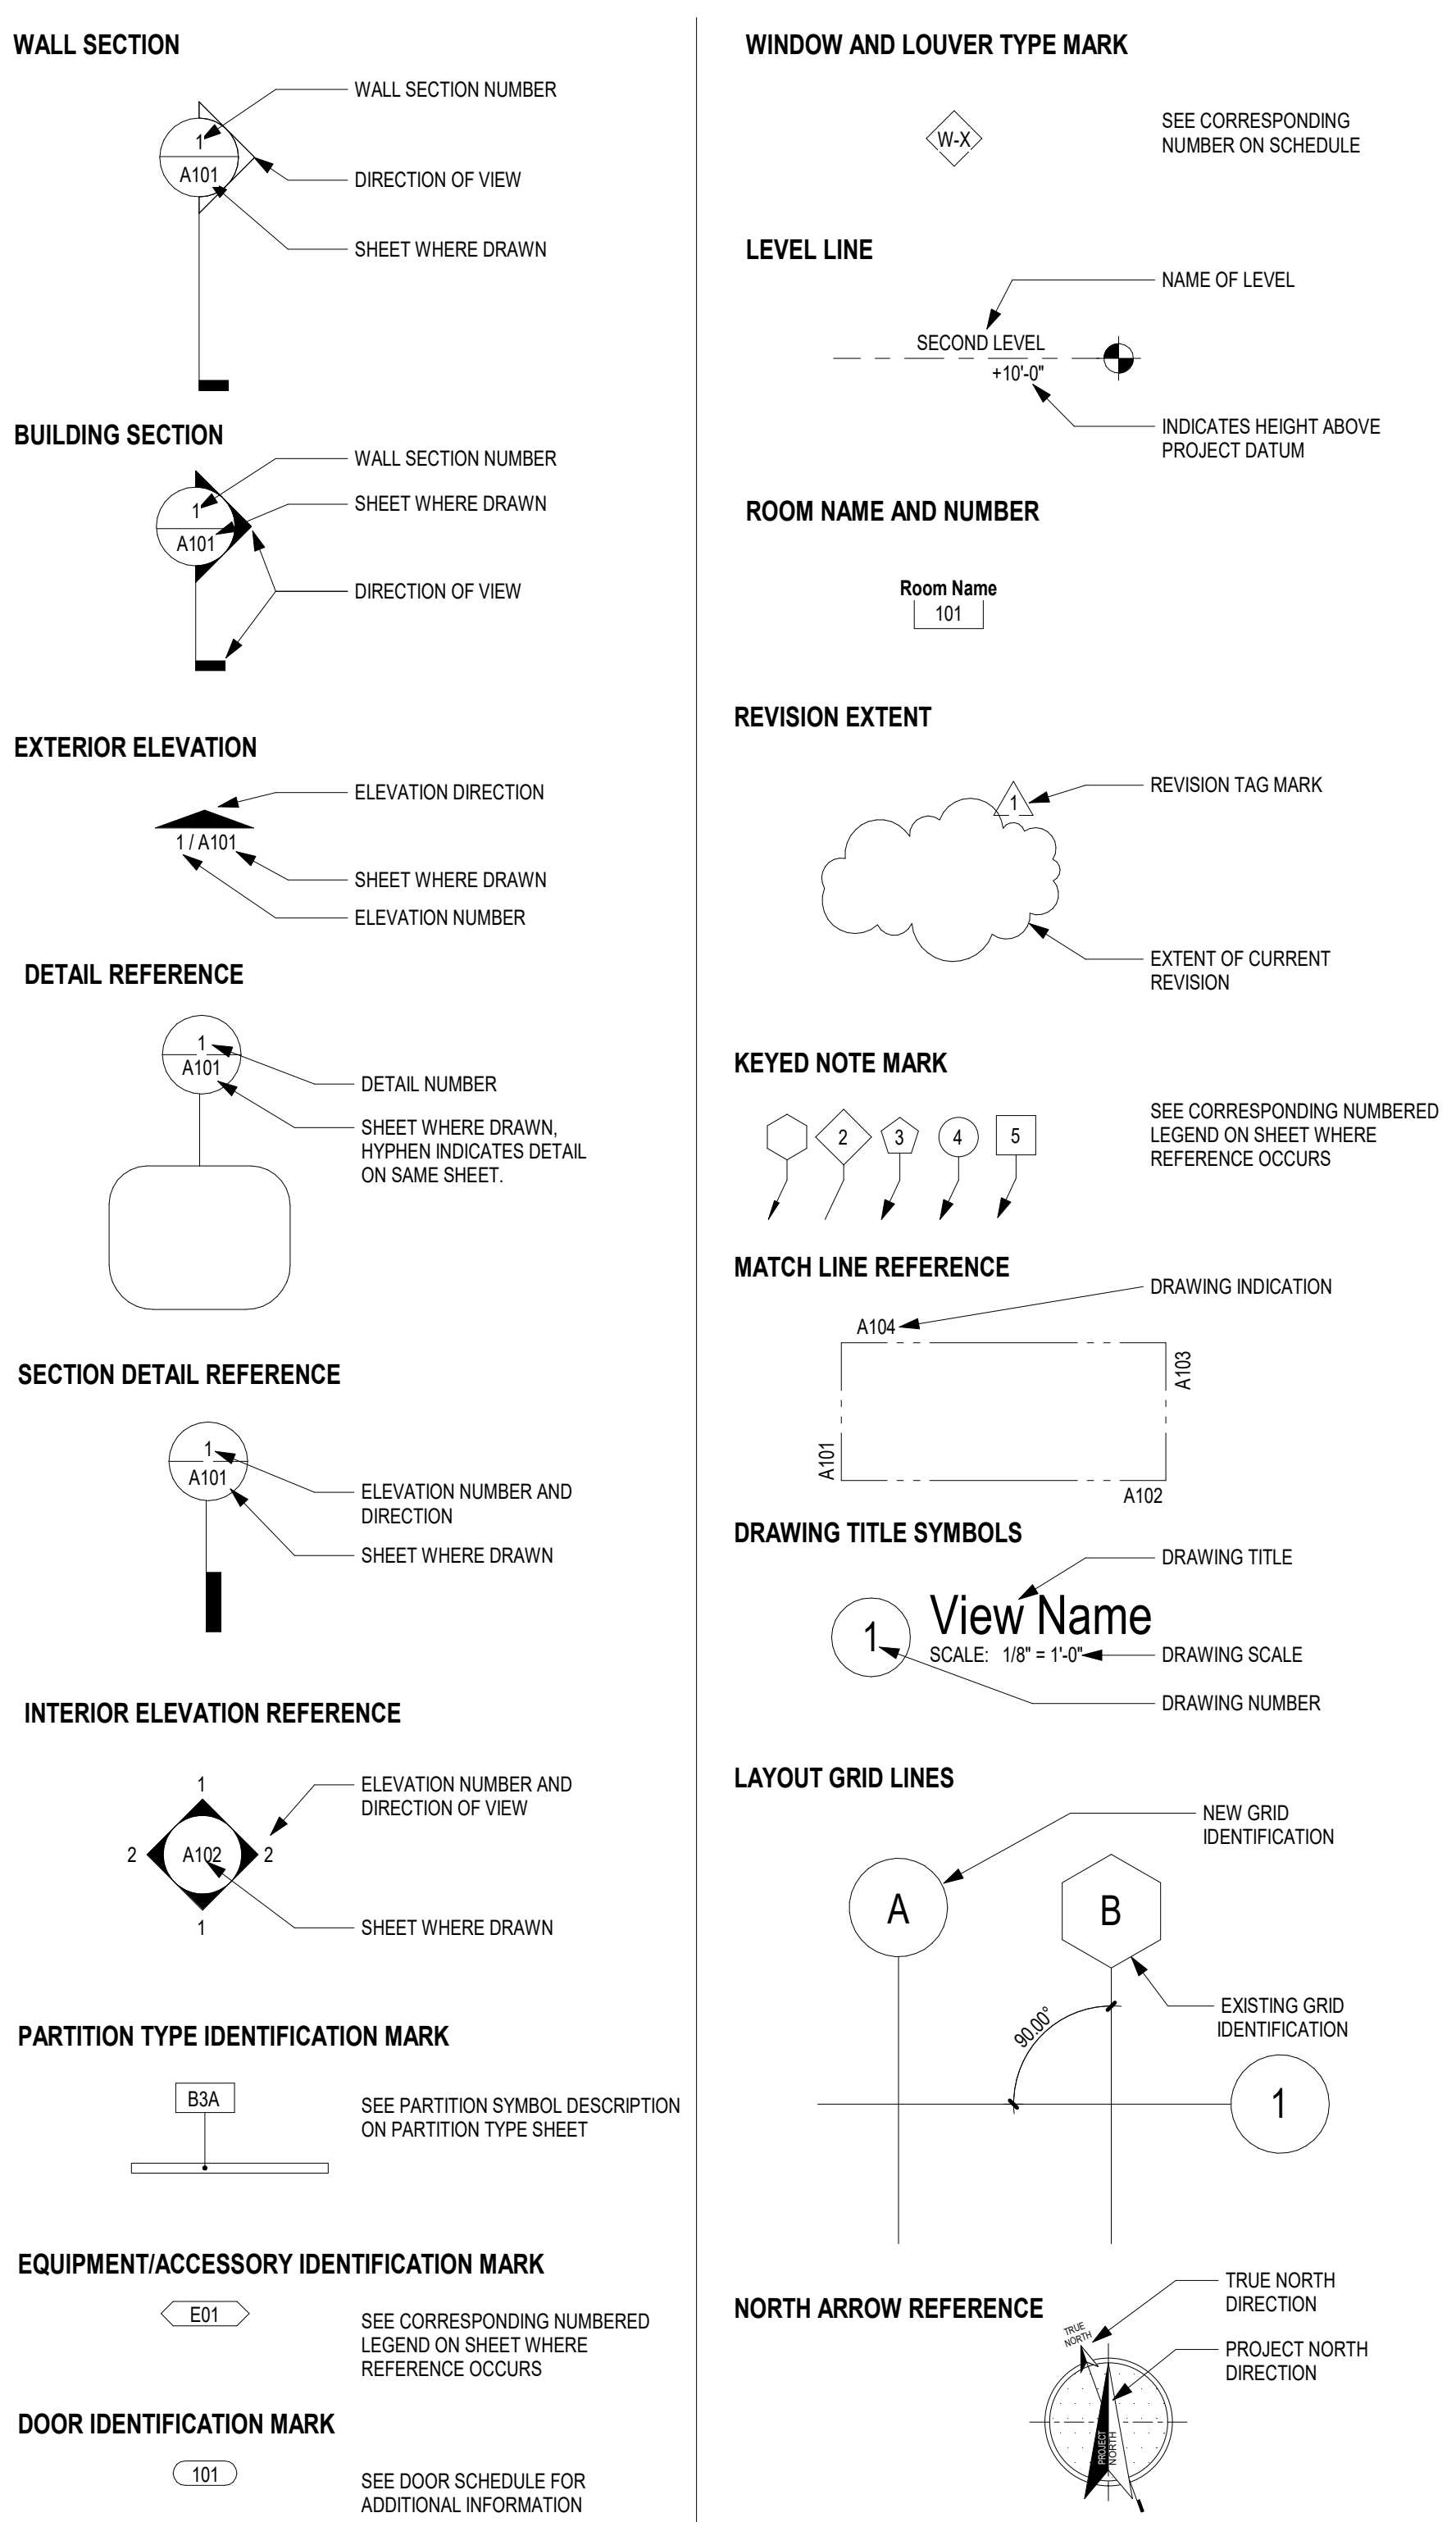 WALL SECTION
WALL SECTION NUMBER
1
A101
DIRECTION OF VIEW
SHEET WHERE DRAWN
BUILDING SECTION
WALL SECTION NUMBER
SHEET WHERE DRAWN
1
A101
DIRECTION OF VIEW
EXTERIOR ELEVATION
ELEVATION DIRECTION
1 / A101
SHEET WHERE DRAWN
ELEVATION NUMBER
DETAIL REFERENCE
1
A101
DETAIL NUMBER
SHEET WHERE DRAWN,
HYPHEN INDICATES DETAIL
ON SAME SHEET.
SECTION DETAIL REFERENCE
1
A101
ELEVATION NUMBER AND
DIRECTION
SHEET WHERE DRAWN
INTERIOR ELEVATION REFERENCE
1
ELEVATION NUMBER AND
DIRECTION OF VIEW
2
A102
2
1
SHEET WHERE DRAWN
PARTITION TYPE IDENTIFICATION MARK
B3A
SEE PARTITION SYMBOL DESCRIPTION
ON PARTITION TYPE SHEET
EQUIPMENT/ACCESSORY IDENTIFICATION MARK
E01
SEE CORRESPONDING NUMBERED
LEGEND ON SHEET WHERE
REFERENCE OCCURS
DOOR IDENTIFICATION MARK
101
SEE DOOR SCHEDULE FOR
ADDITIONAL INFORMATION
WINDOW AND LOUVER TYPE MARK
W-X
SEE CORRESPONDING
NUMBER ON SCHEDULE
LEVEL LINE
NAME OF LEVEL
SECOND LEVEL
+10'-0"
INDICATES HEIGHT ABOVE
PROJECT DATUM
ROOM NAME AND NUMBER
Room Name
101
REVISION EXTENT
REVISION TAG MARK
1
EXTENT OF CURRENT
REVISION
KEYED NOTE MARK
2
3
4
5
SEE CORRESPONDING NUMBERED
LEGEND ON SHEET WHERE
REFERENCE OCCURS
MATCH LINE REFERENCE
DRAWING INDICATION
A104
A103
A101
A102
DRAWING TITLE SYMBOLS
DRAWING TITLE
1
View Name
SCALE: 1/8" = 1'-0"
DRAWING SCALE
DRAWING NUMBER
LAYOUT GRID LINES
NEW GRID
IDENTIFICATION
A
B
EXISTING GRID
IDENTIFICATION
90.00°
1
NORTH ARROW REFERENCE
TRUE NORTH
DIRECTION
TRUE
NORTH
PROJECT NORTH
DIRECTION
PROJECT
NORTH